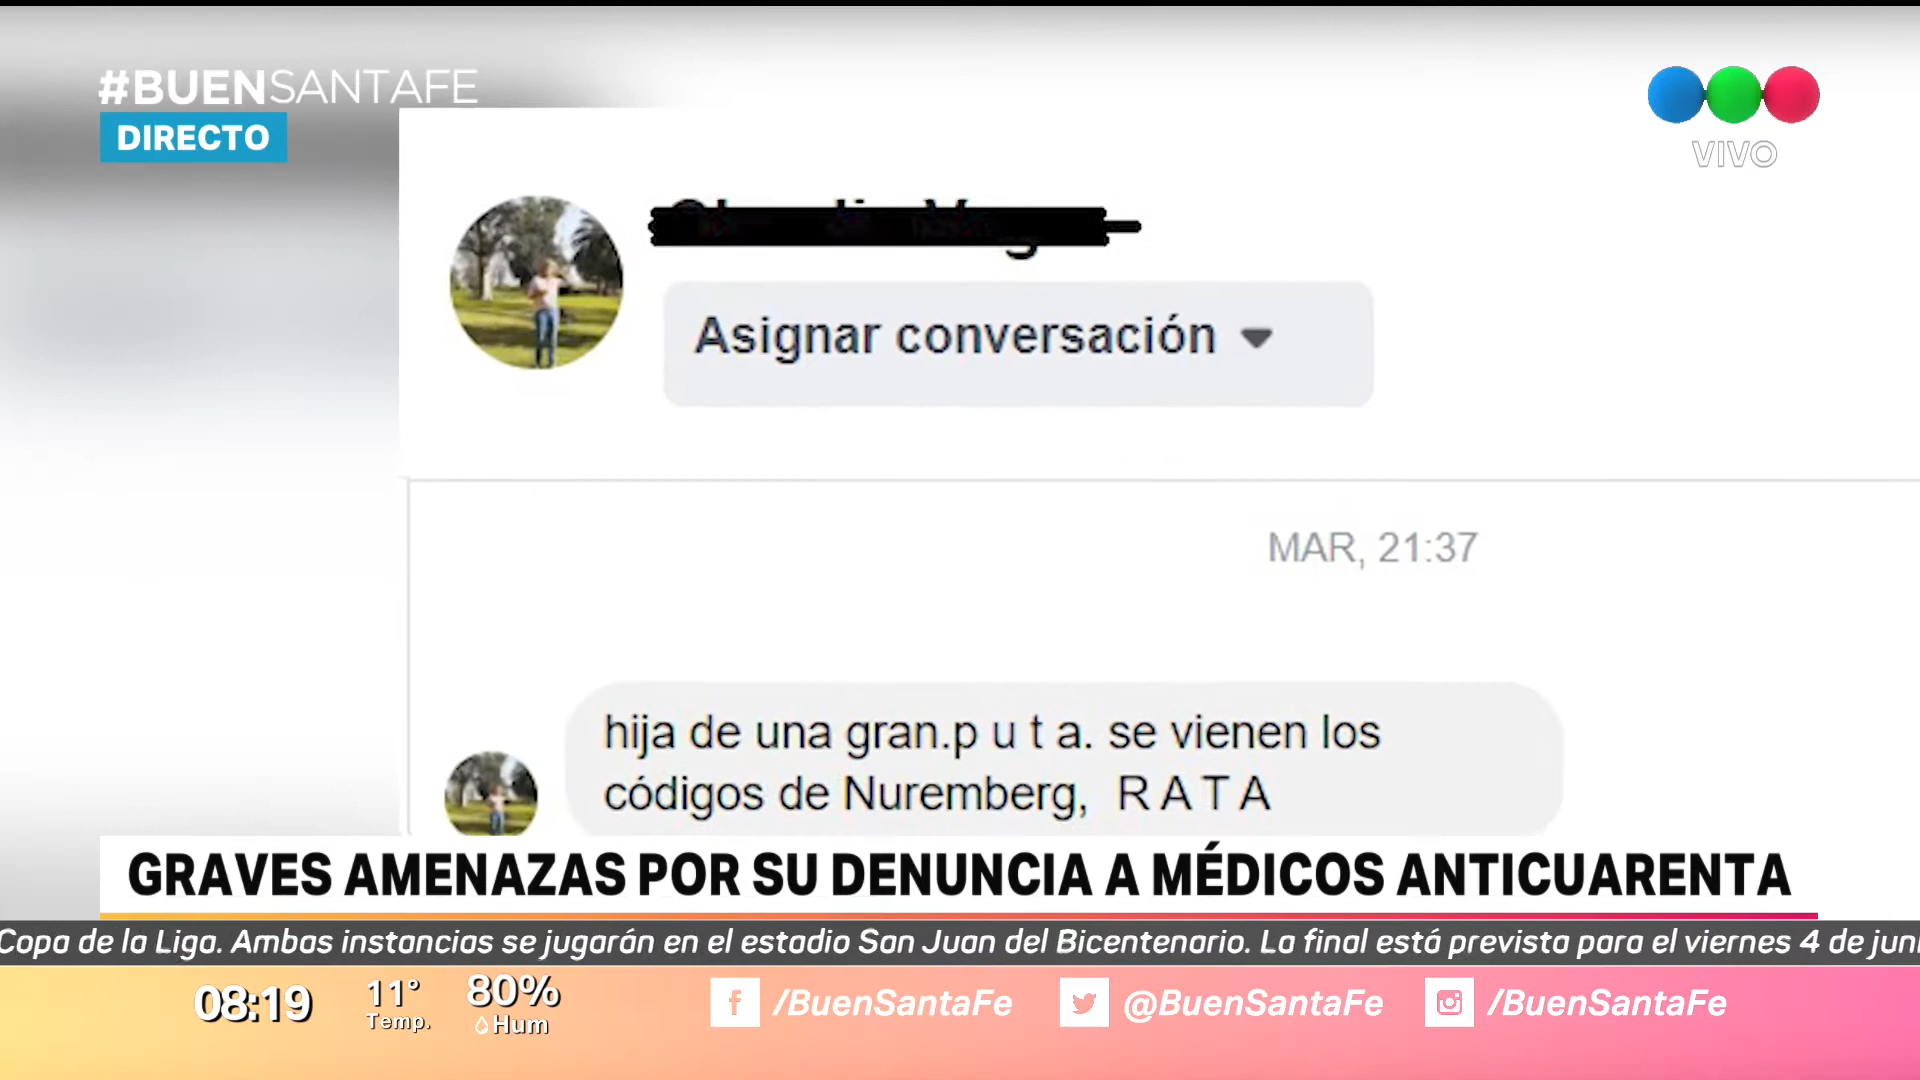 #BUENSANTAFE
DIRECTO
VIVO
Asignar conversación
MAR, 21:37
hija de una gran.p u t a. se vienen los
códigos de Nuremberg, R A T A
GRAVES AMENAZAS POR SU DENUNCIA A MÉDICOS ANTICUARENTA
Copa de la Liga. Ambas instancias se jugarán en el estadio San Juan del Bicentenario. La final está prevista para el viernes 4 de
08:19
11° 80%
Temp. Hum
/BuenSantaFe @BuenSantaFe /BuenSantaFe